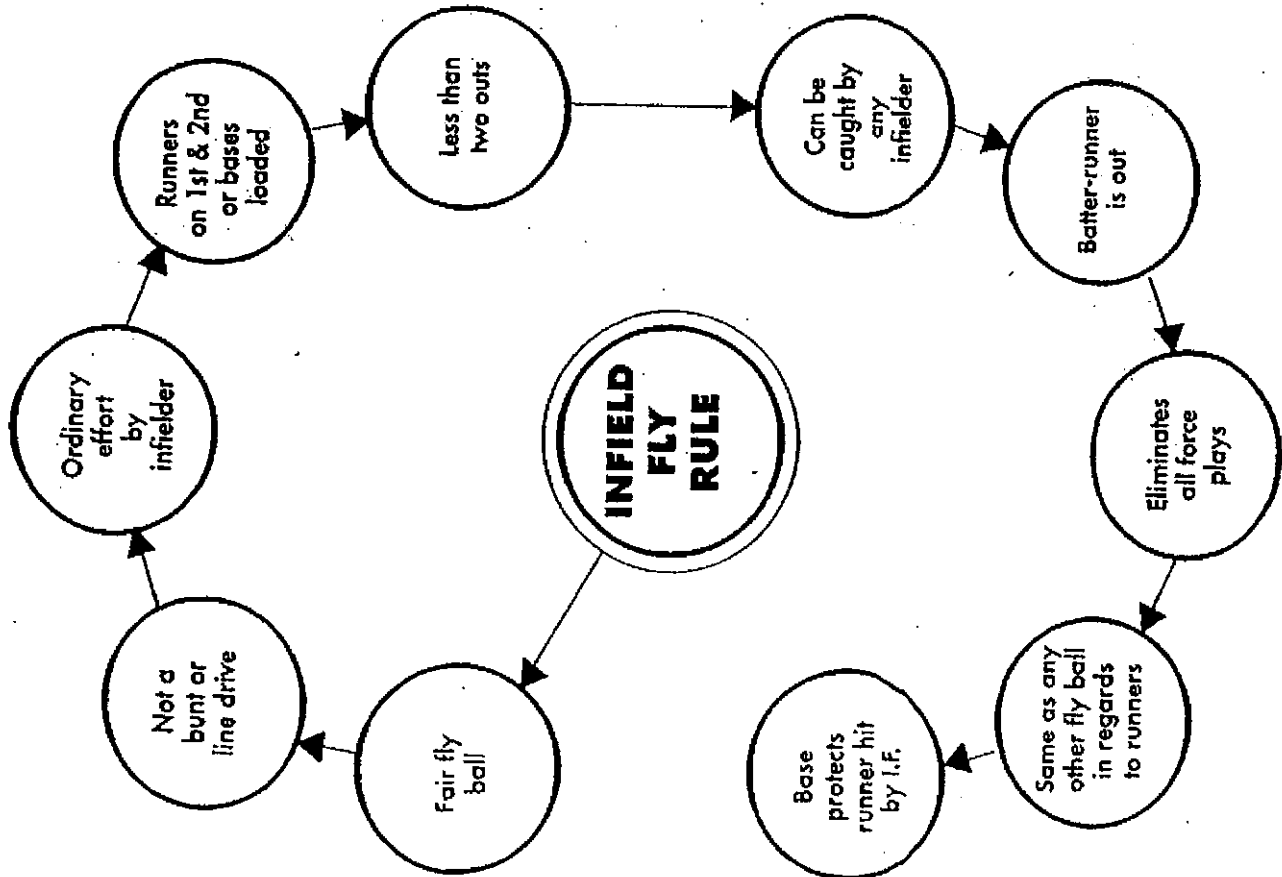 INFIELD
FLY
RULE
Fair fly
ball
Not a
bunt or
line drive
Ordinary
effort
by
infielder
Runners
on 1st & 2nd
or bases
loaded
Less than
two outs
Can be
caught by
any
infielder
Batter-runner
is out
Eliminates
all force
plays
Same as any
other fly ball
in regards
to runners
Base
protects
runner hit
by I.F.